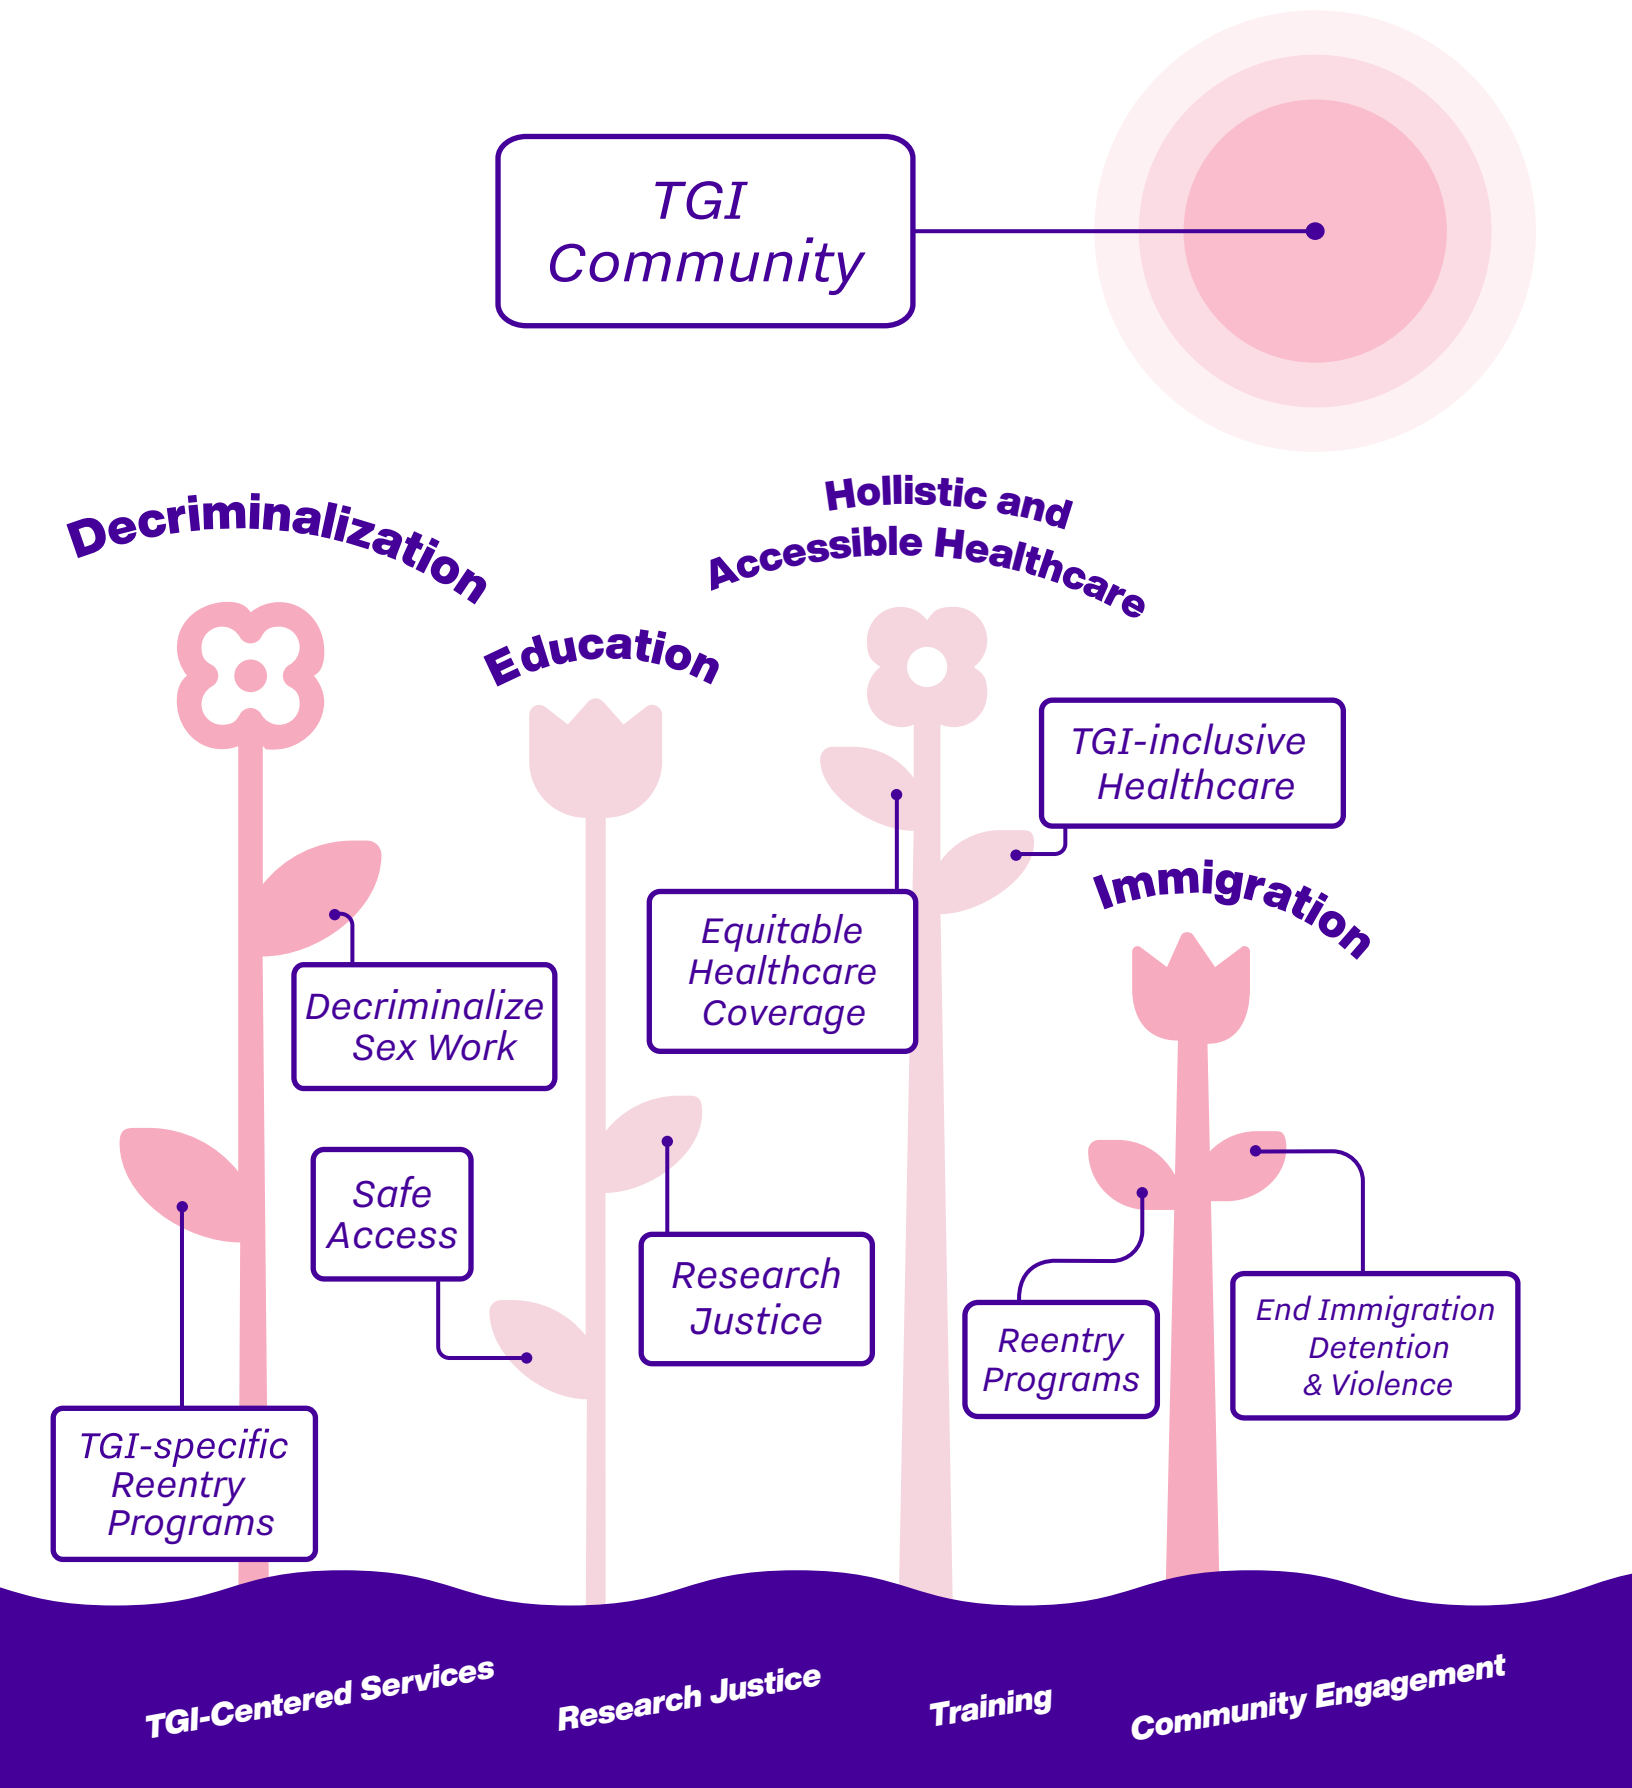 TGI
Community
Decriminalization
Hollistic and
Accessible Healthcare
Education
TGI-inclusive
Healthcare
Immigration
Equitable
Healthcare
Coverage
Decriminalize
Sex Work
Safe
Access
Research
Justice
Reentry
Programs
End Immigration
Detention
& Violence
TGI-specific
Reentry
Programs
TGI-Centered Services
Research Justice
Training
Community Engagement